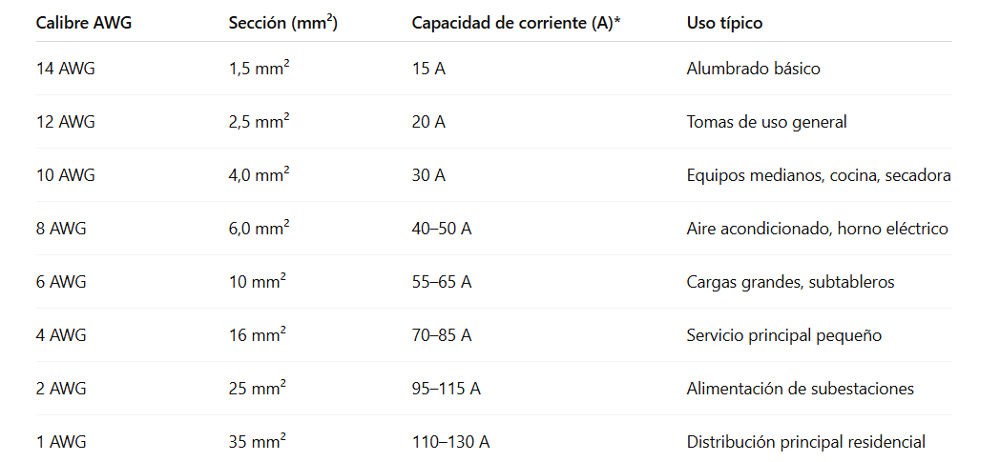 Calibre AWG Sección (mm²) Capacidad de corriente (A)* Uso típico
14 AWG 1,5 mm² 15 A Alumbrado básico
12 AWG 2,5 mm² 20 A Tomas de uso general
10 AWG 4,0 mm² 30 A Equipos medianos, cocina, secadora
8 AWG 6,0 mm² 40–50 A Aire acondicionado, horno eléctrico
6 AWG 10 mm² 55–65 A Cargas grandes, subtableros
4 AWG 16 mm² 70–85 A Servicio principal pequeño
2 AWG 25 mm² 95–115 A Alimentación de subestaciones
1 AWG 35 mm² 110–130 A Distribución principal residencial